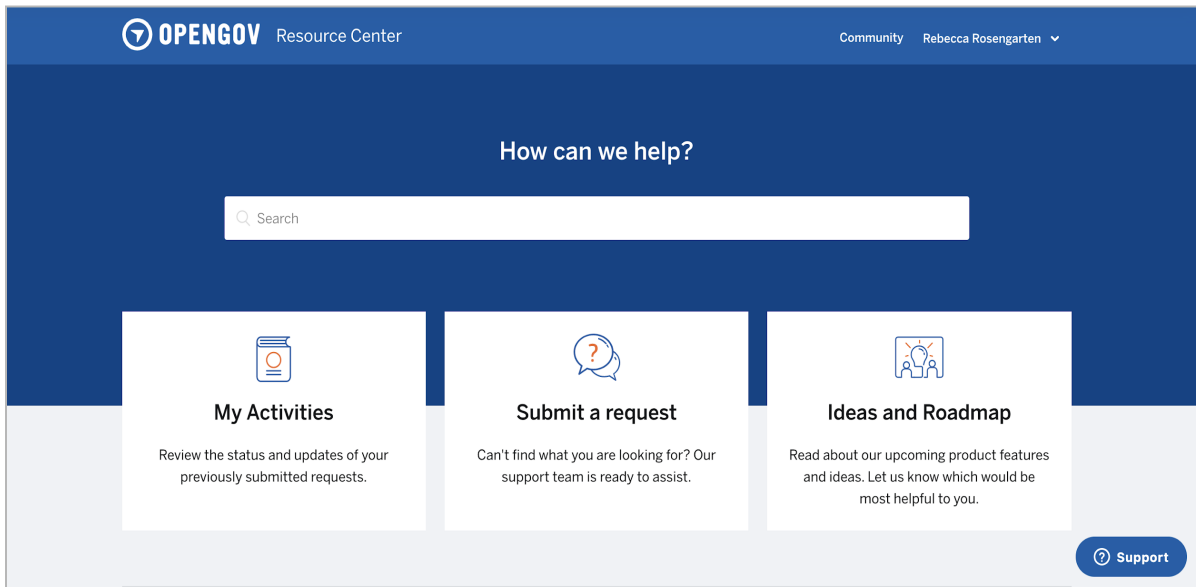 OPENGOV Resource Center
Community Rebecca Rosengarten
How can we help?
Search
My Activities
Review the status and updates of your
previously submitted requests.
?
Submit a request
Can't find what you are looking for? Our
support team is ready to assist.
Ideas and Roadmap
Read about our upcoming product features
and ideas. Let us know which would be
most helpful to you.
? Support